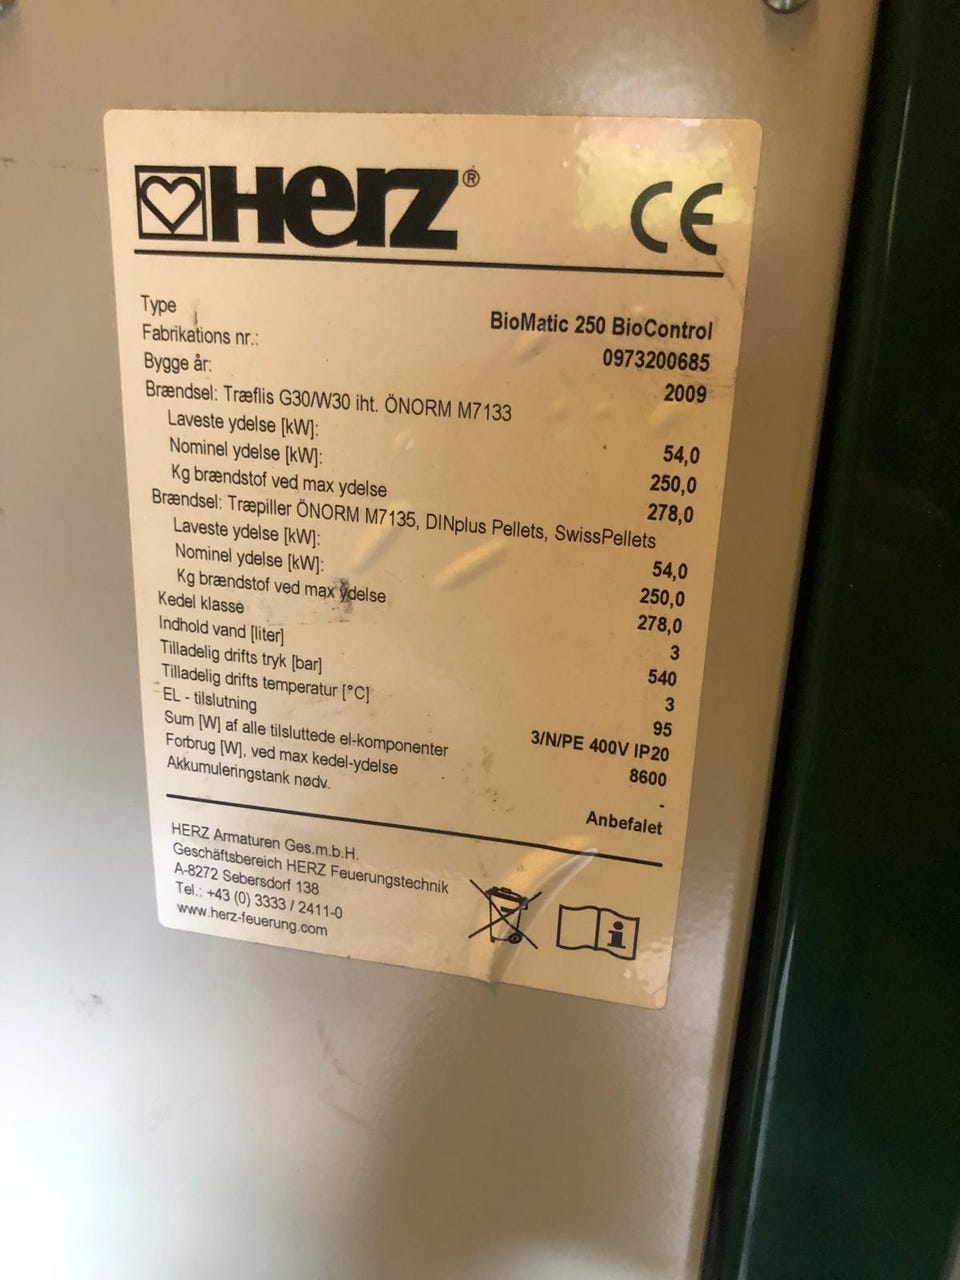 HERZ®
CE
Type BioMatic 250 BioControl
Fabrikations nr.: 0973200685
Bygge år: 2009
Brændsel: Træflis G30/W30 iht. ÖNORM M7133
Laveste ydelse [kW]: 54,0
Nominel ydelse [kW]: 250,0
Kg brændstof ved max ydelse 278,0
Brændsel: Træpiller ÖNORM M7135, DINplus Pellets, SwissPellets
Laveste ydelse [kW]: 54,0
Nominel ydelse [kW]: 250,0
Kg brændstof ved max ydelse 278,0
Kedel klasse 3
Indhold vand [liter] 540
Tilladelig drifts tryk [bar] 3
Tilladelig drifts temperatur [°C] 95
EL - tilslutning 3/N/PE 400V IP20
Sum [W] af alle tilsluttede el-komponenter 8600
Forbrug [W], ved max kedel-ydelse -
Akkumuleringstank nødv. Anbefalet
HERZ Armaturen Ges.m.b.H.
Geschäftsbereich HERZ Feuerungstechnik
A-8272 Sebersdorf 138
Tel.: +43 (0) 3333 / 2411-0
www.herz-feuerung.com
i